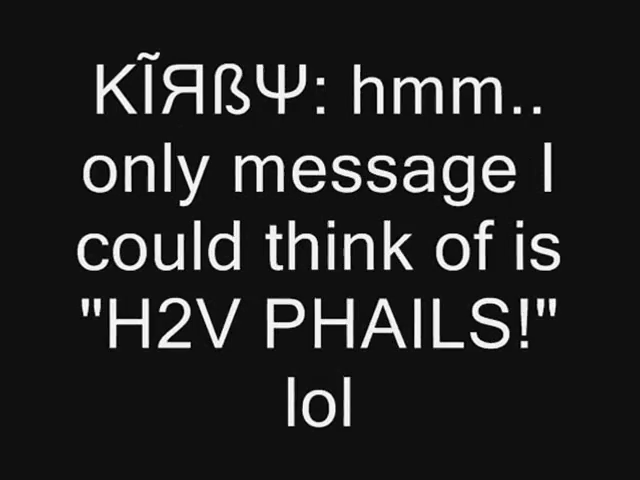 KĨЯßΨ: hmm..
only message I
could think of is
"H2V PHAILS!"
lol